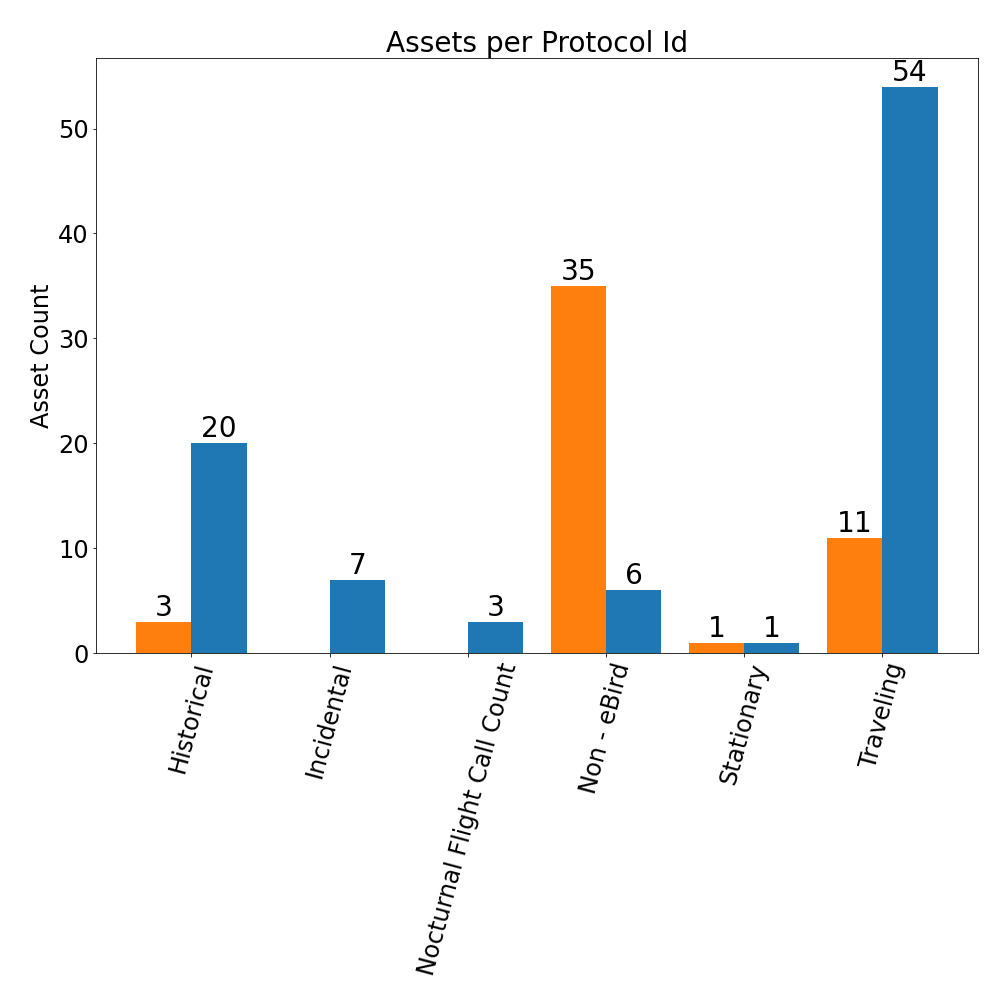 Assets per Protocol Id
Asset Count
50
40
30
20
10
0
3
20
7
3
35
6
1
1
11
54
Historical
Incidental
Nocturnal Flight Call Count
Non - eBird
Stationary
Traveling